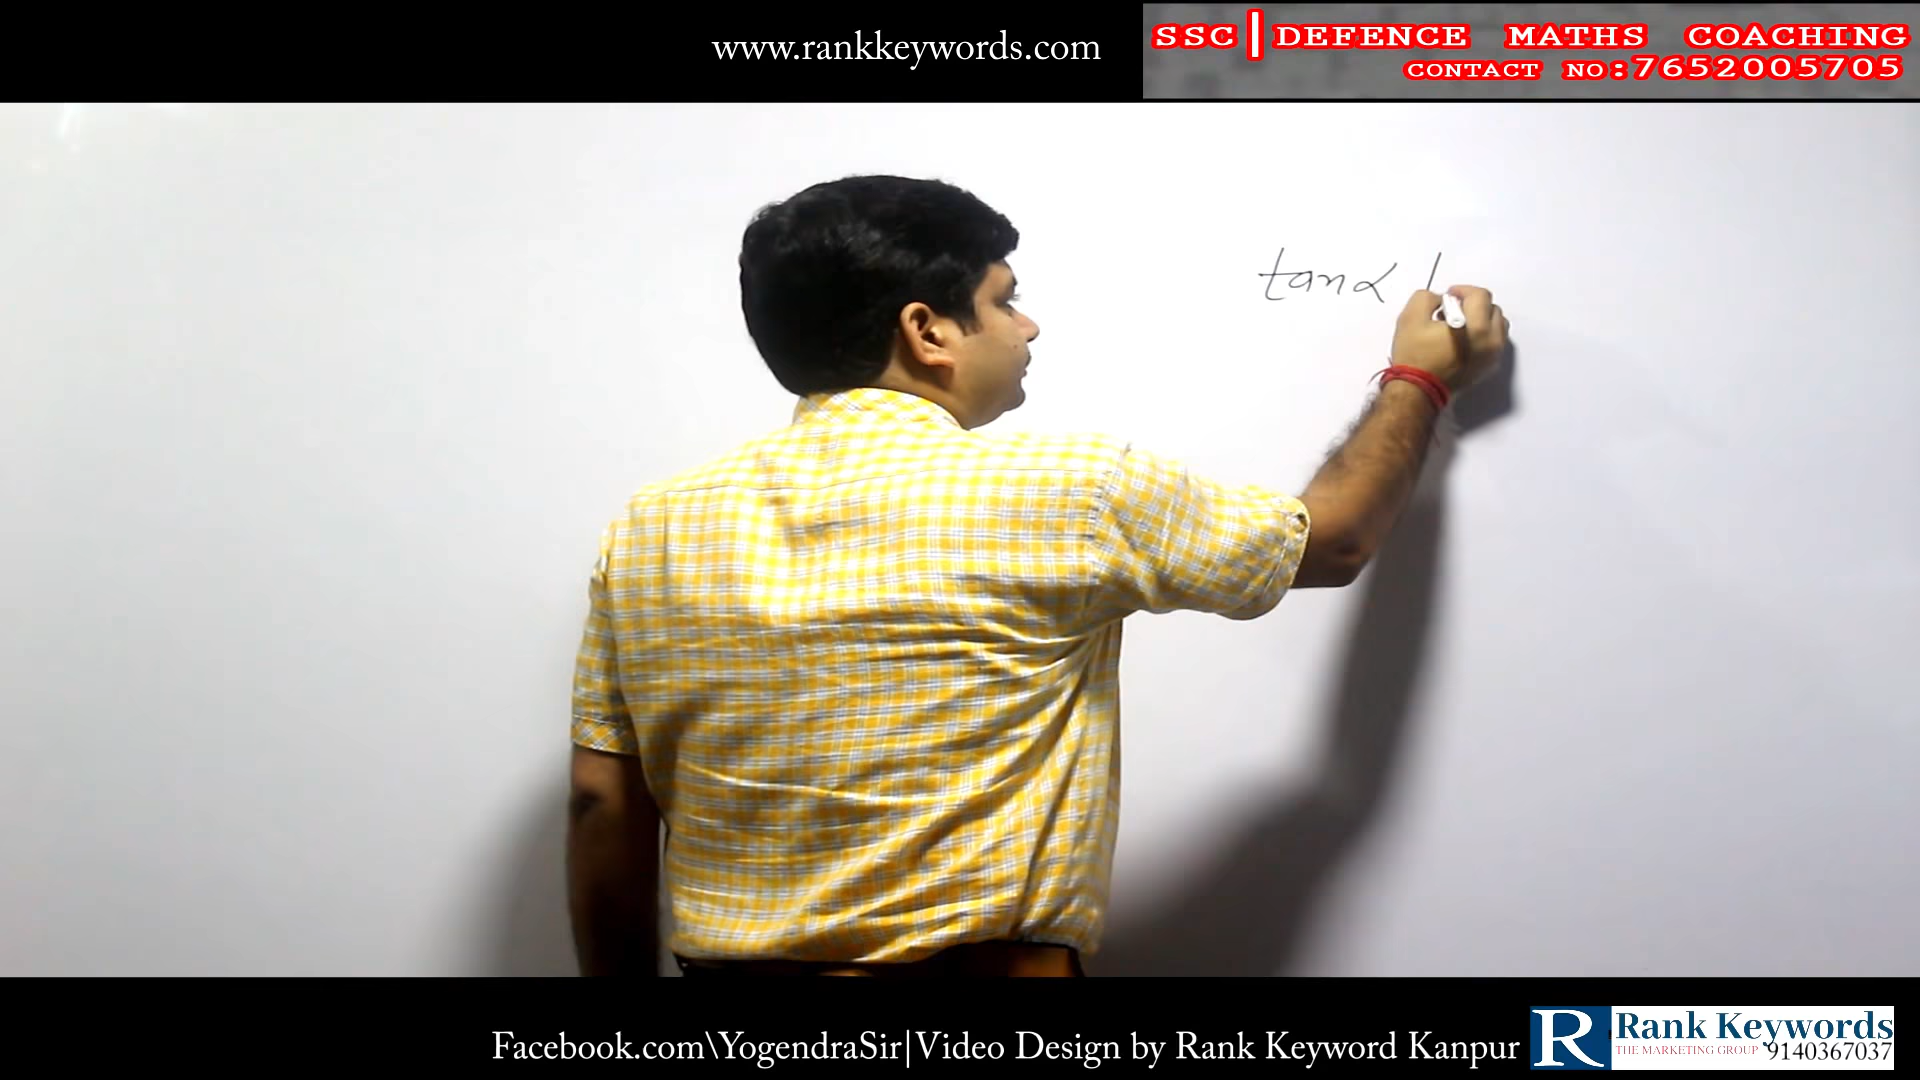 www.rankkeywords.com
SSC|DEFENCE MATHS COACHING
CONTACT NO:7652005705
tanα
Facebook.com\YogendraSir|Video Design by Rank Keyword Kanpur
R
Rank Keywords
THE MARKETING GROUP
9140367037